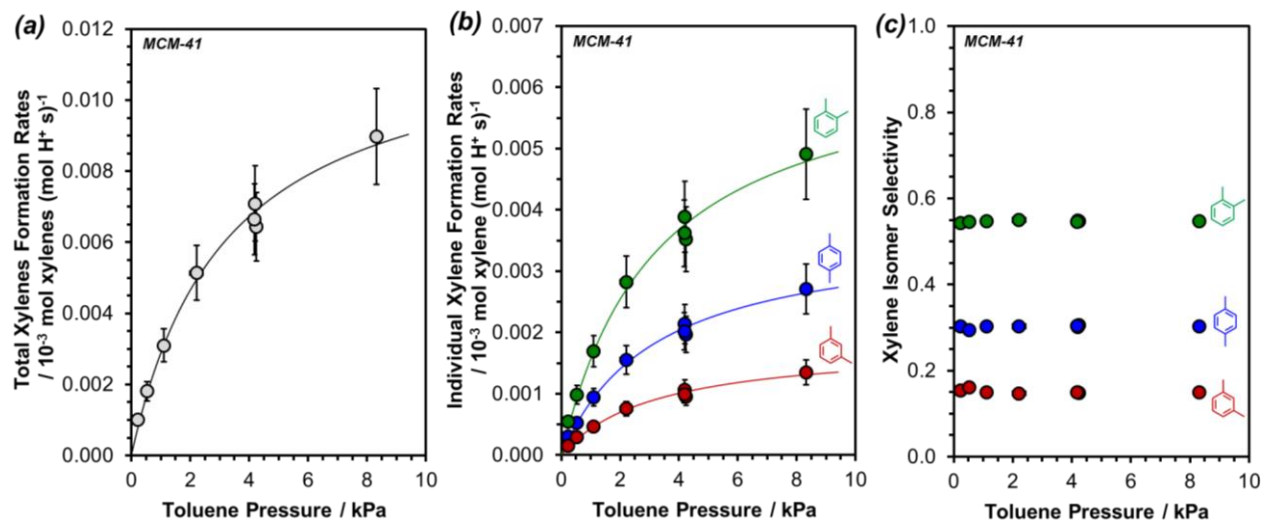 (a)
MCM-41
Total Xylenes Formation Rates
/ 10⁻³ mol xylenes (mol H⁺ s)⁻¹
0.012
0.010
0.008
0.006
0.004
0.002
0.000
0 2 4 6 8 10
Toluene Pressure / kPa
(b)
MCM-41
Individual Xylene Formation Rates
/ 10⁻³ mol xylene (mol H⁺ s)⁻¹
0.007
0.006
0.005
0.004
0.003
0.002
0.001
0.000
0 2 4 6 8 10
Toluene Pressure / kPa
(c)
MCM-41
Xylene Isomer Selectivity
1.0
0.8
0.6
0.4
0.2
0.0
0 2 4 6 8 10
Toluene Pressure / kPa